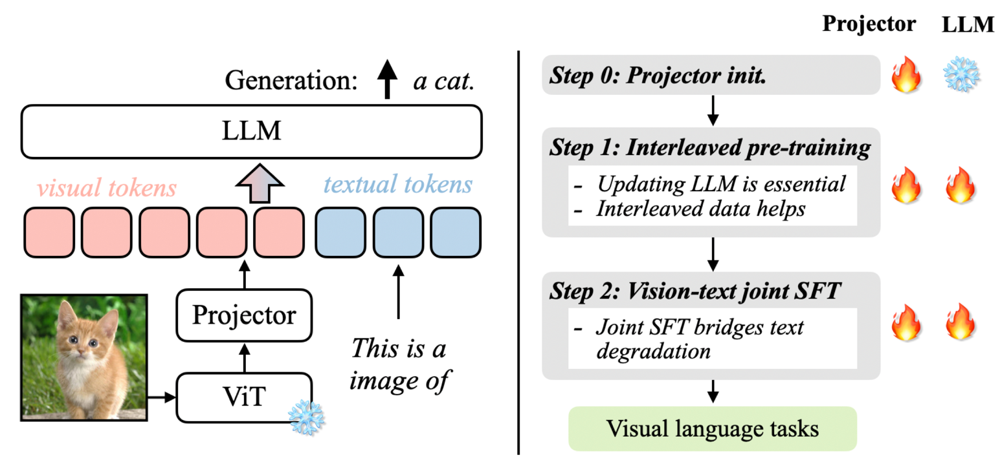 Generation: a cat.
LLM
visual tokens
textual tokens
Projector
ViT
This is a
image of
Projector LLM
Step 0: Projector init.
Step 1: Interleaved pre-training
- Updating LLM is essential
- Interleaved data helps
Step 2: Vision-text joint SFT
- Joint SFT bridges text
degradation
Visual language tasks